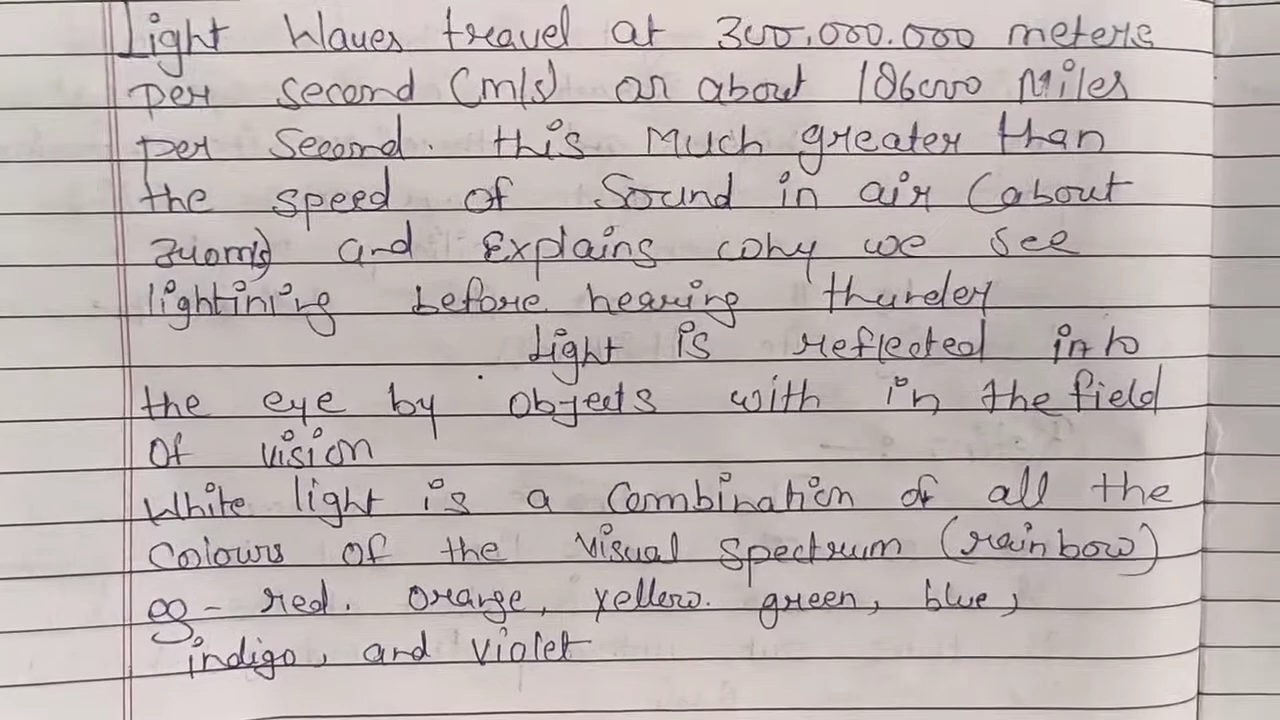 Light Waves travel at 300,000.000 meters
per second (m/s) or about 186000 Miles
per Second. this Much greater than
the speed of Sound in air (about
340m/s) and Explains why we see
lightining before hearing thunder
Light is reflected into
the eye by objects with in the field
Of vision
White light is a Combination of all the
Colours of the visual spectrum (rainbow)
eg - red. orange, yellow. green, blue,
indigo, and violet